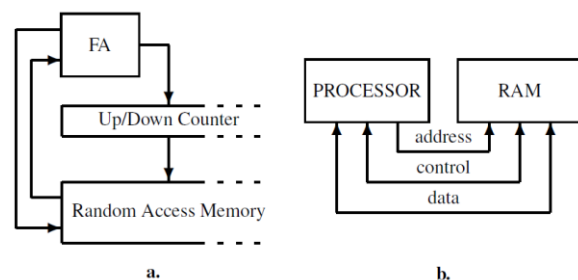 FA
Up/Down Counter
Random Access Memory
a.
PROCESSOR
RAM
address
control
data
b.